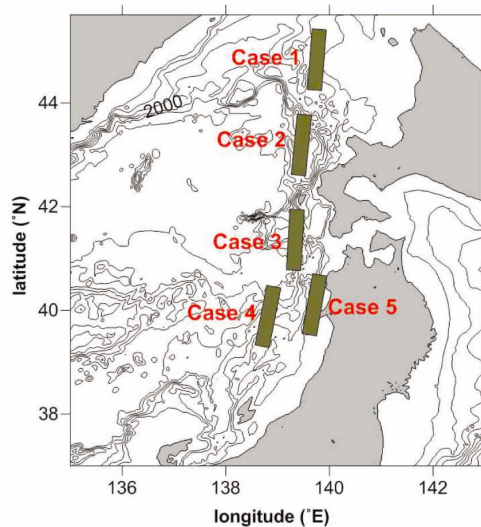 Case 1
44
2000
Case 2
42
Case 3
latitude (°N)
40
Case 4
Case 5
38
136
138
140
142
longitude (°E)